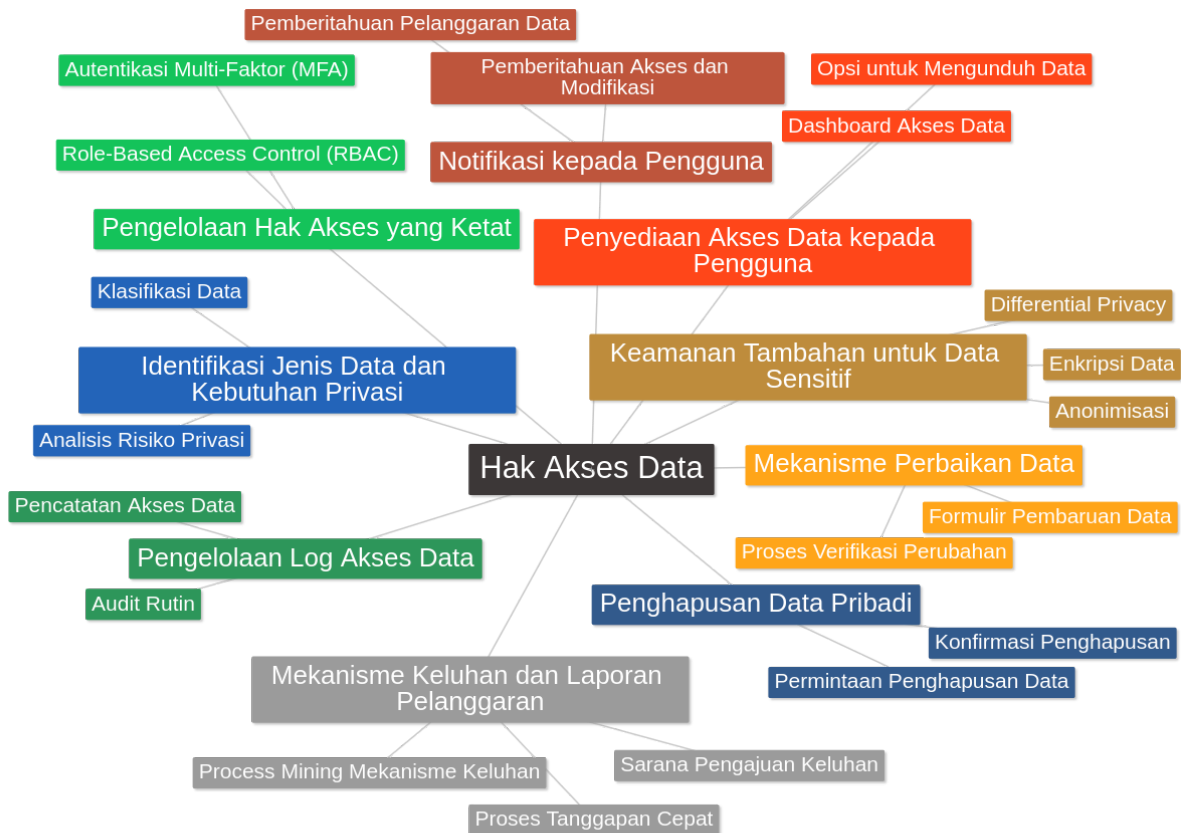 Pemberitahuan Pelanggaran Data
Autentikasi Multi-Faktor (MFA)
Pemberitahuan Akses dan
Modifikasi
Opsi untuk Mengunduh Data
Dashboard Akses Data
Role-Based Access Control (RBAC)
Notifikasi kepada Pengguna
Pengelolaan Hak Akses yang Ketat
Penyediaan Akses Data kepada
Pengguna
Klasifikasi Data
Differential Privacy
Identifikasi Jenis Data dan
Kebutuhan Privasi
Keamanan Tambahan untuk Data
Sensitif
Enkripsi Data
Anonimisasi
Analisis Risiko Privasi
Hak Akses Data
Mekanisme Perbaikan Data
Pencatatan Akses Data
Formulir Pembaruan Data
Pengelolaan Log Akses Data
Proses Verifikasi Perubahan
Audit Rutin
Penghapusan Data Pribadi
Konfirmasi Penghapusan
Mekanisme Keluhan dan Laporan
Pelanggaran
Permintaan Penghapusan Data
Process Mining Mekanisme Keluhan
Sarana Pengajuan Keluhan
Proses Tanggapan Cepat